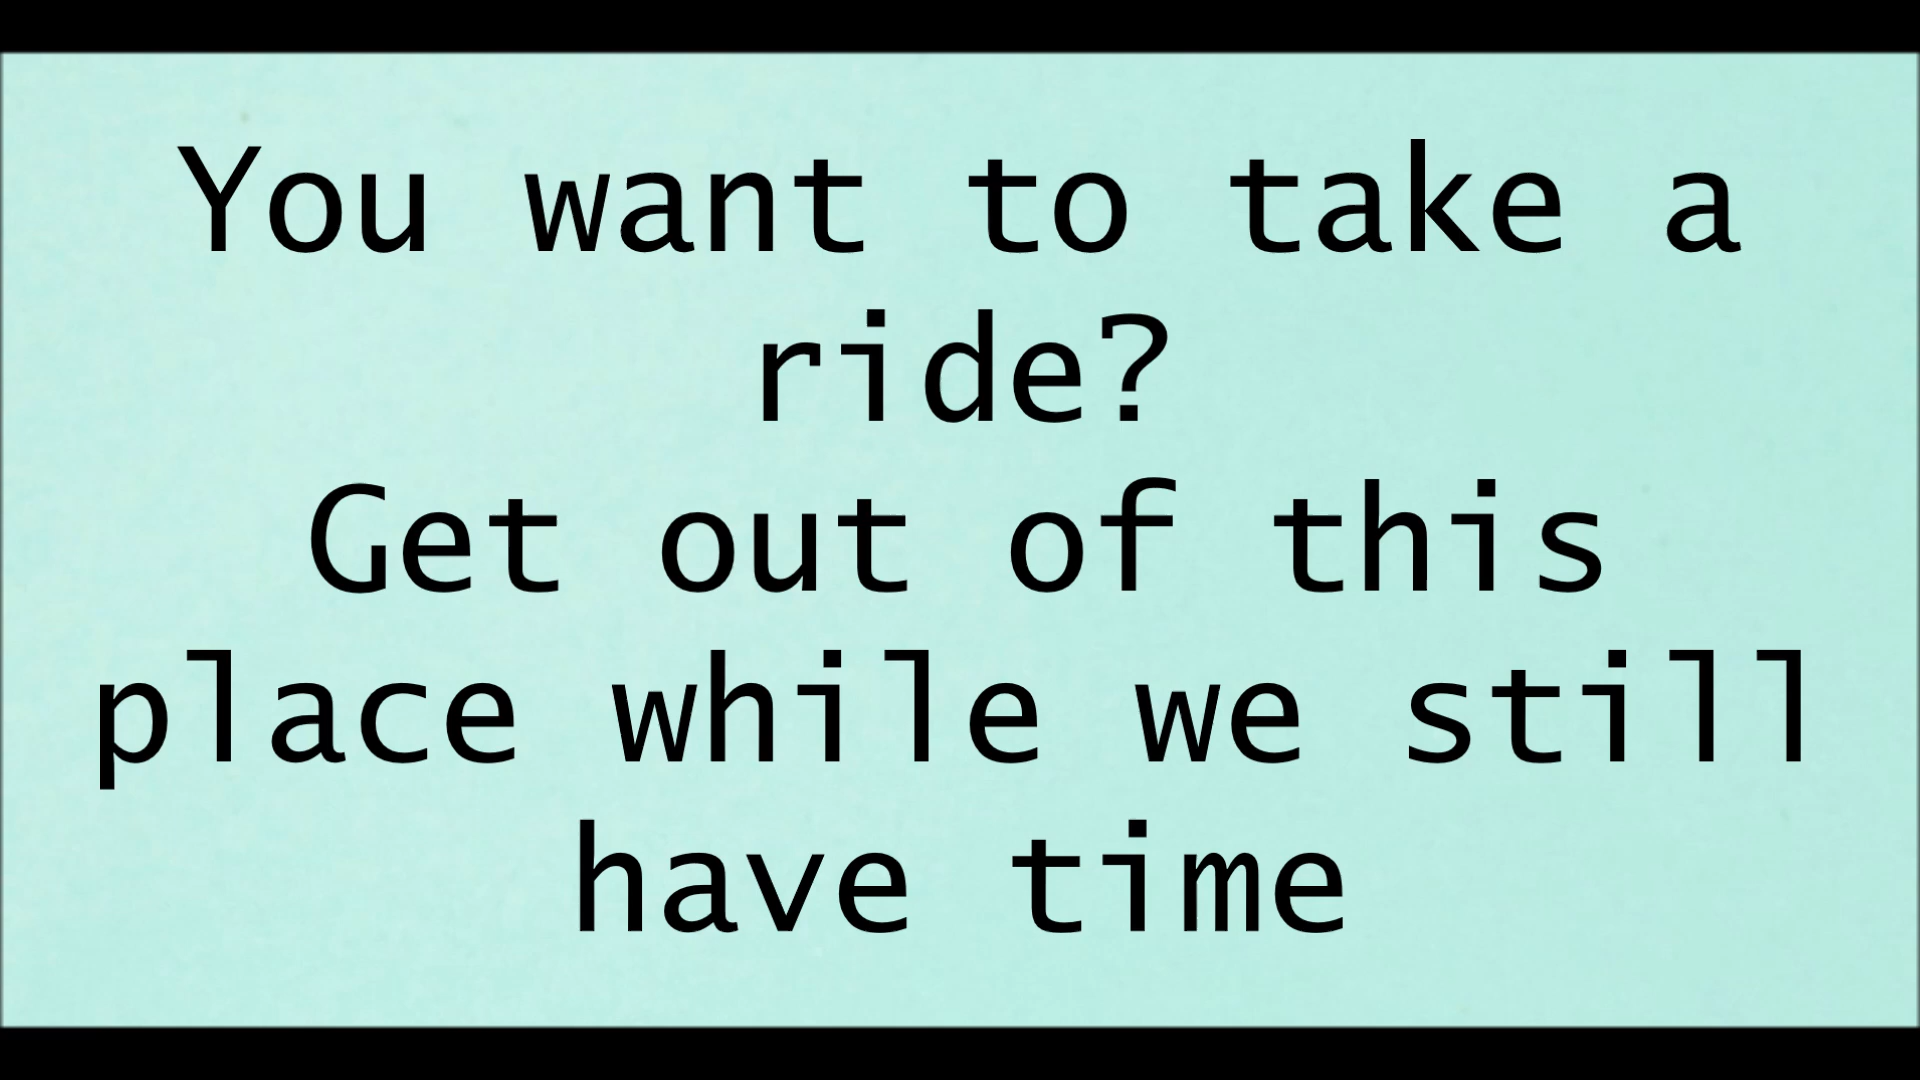 You want to take a
ride?
Get out of this
place while we still
have time